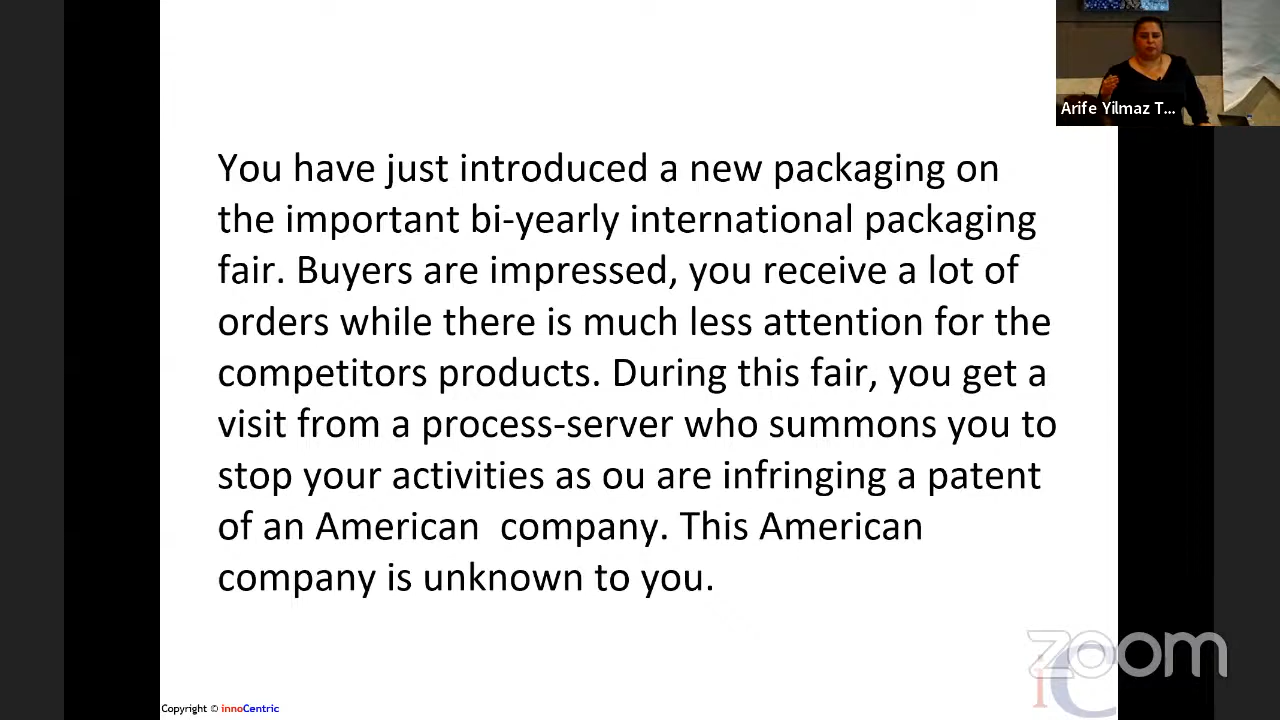 Arife Yilmaz T...
You have just introduced a new packaging on
the important bi-yearly international packaging
fair. Buyers are impressed, you receive a lot of
orders while there is much less attention for the
competitors products. During this fair, you get a
visit from a process-server who summons you to
stop your activities as ou are infringing a patent
of an American  company. This American
company is unknown to you.
zoom
iC
Copyright © innoCentric